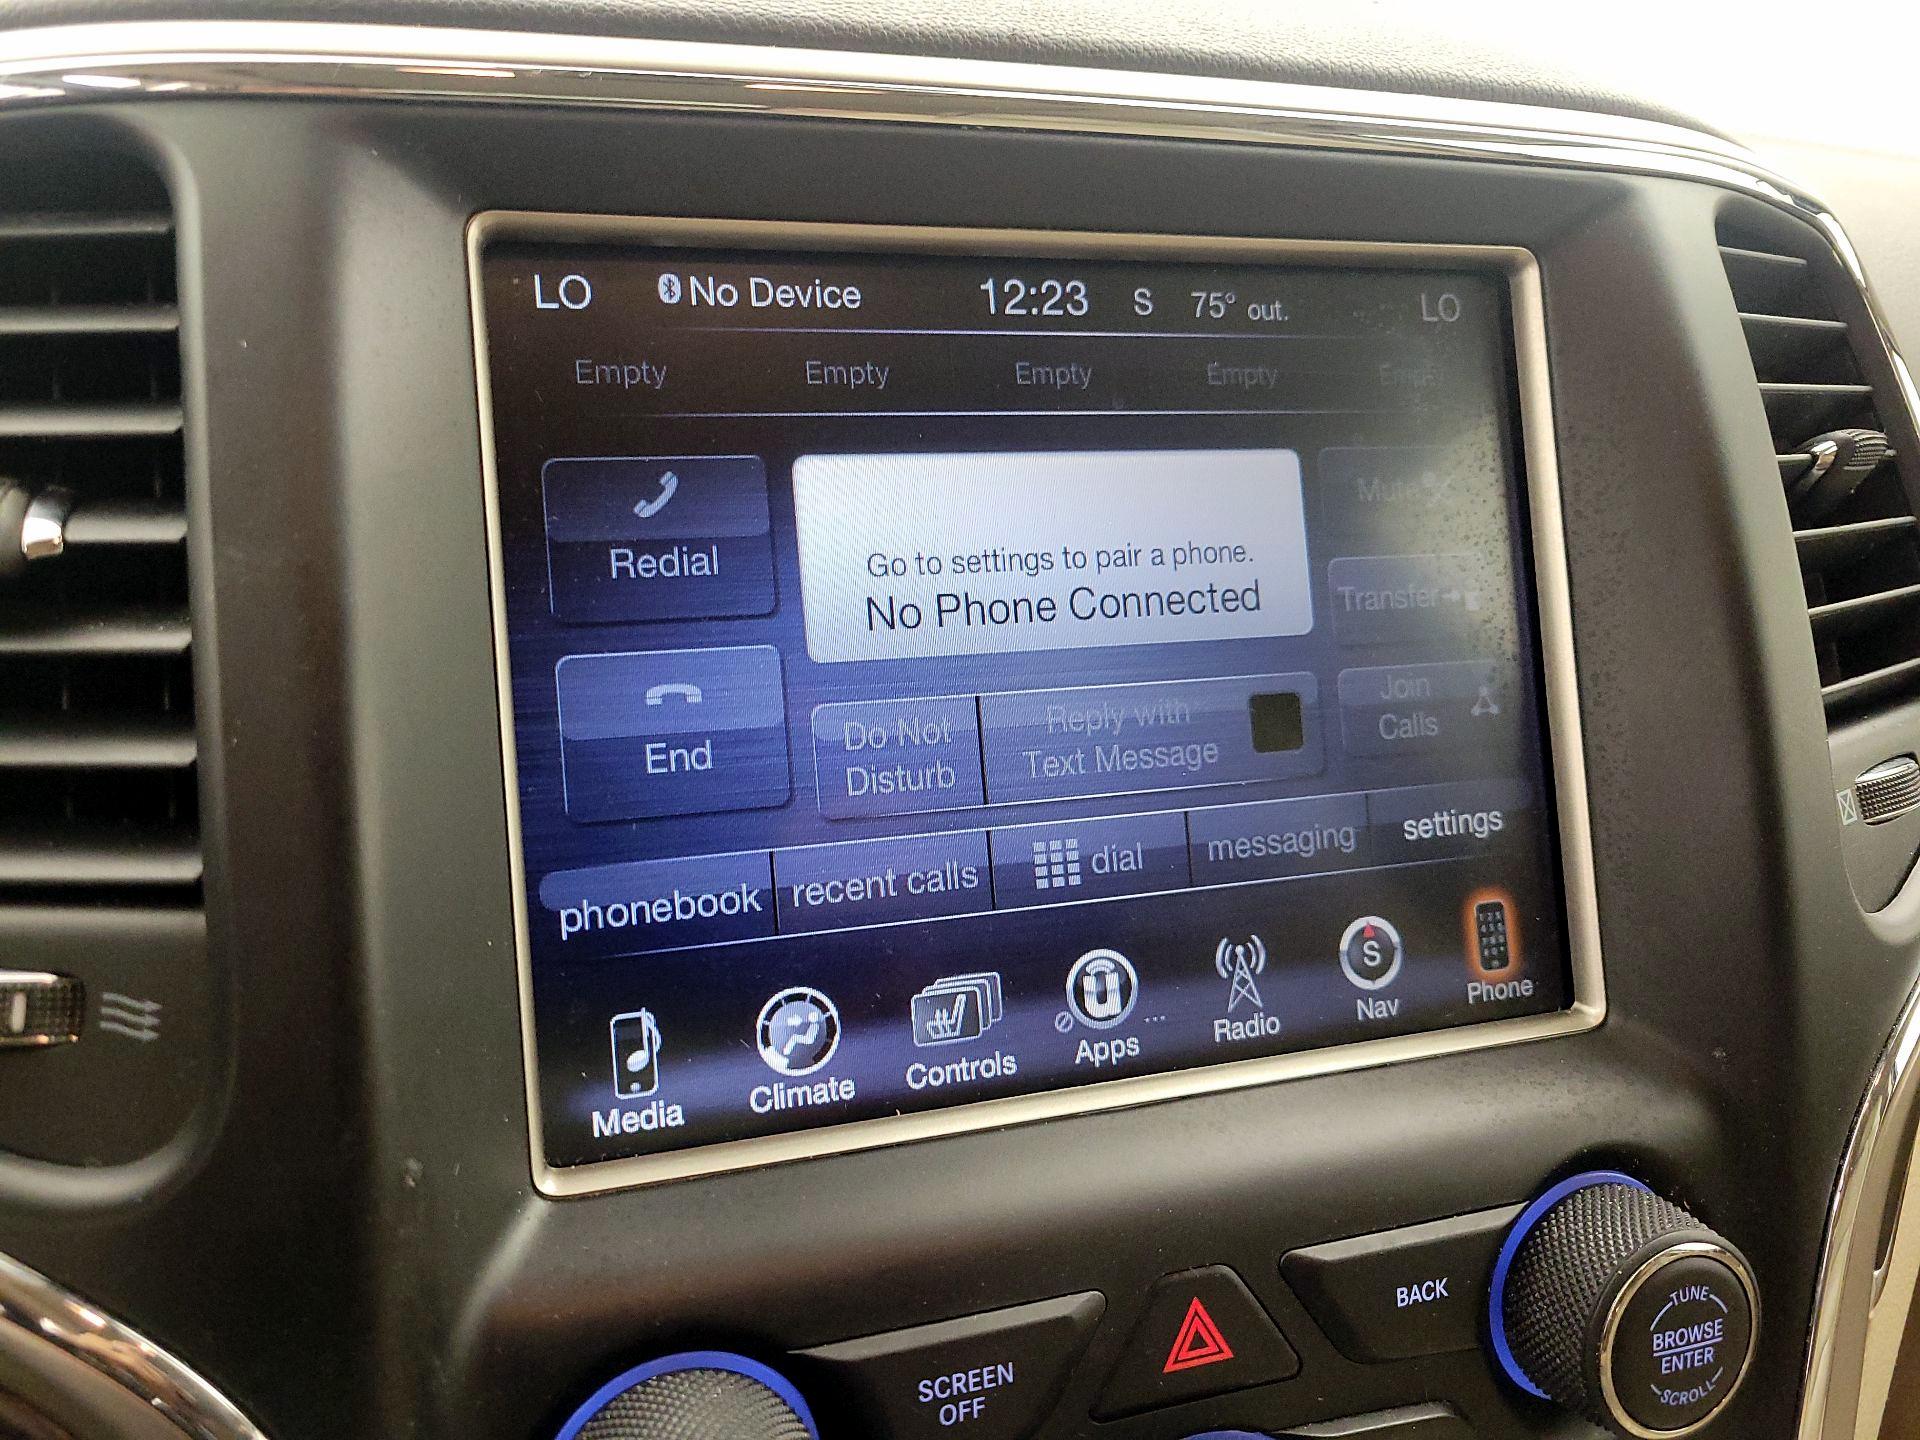 LO No Device 12:23 S 75° out. LO
Empty Empty Empty Empty Empty
Redial
Go to settings to pair a phone.
No Phone Connected
Mute
Transfer
End
Do Not
Disturb
Reply with
Text Message
Join
Calls
phonebook recent calls dial messaging settings
Media Climate Controls Apps ... Radio S Nav Phone
SCREEN
OFF
BACK
TUNE
BROWSE
ENTER
SCROLL